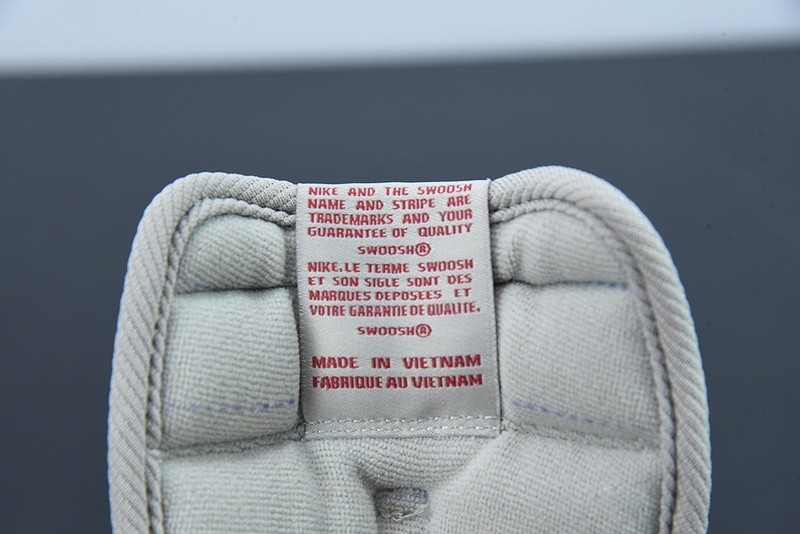 NIKE AND THE SWOOSH
NAME AND STRIPE ARE
TRADEMARKS AND YOUR
GUARANTEE OF QUALITY
SWOOSH®
NIKE.LE TERME SWOOSH
ET SON SIGLE SONT DES
MARQUES DEPOSEES ET
VOTRE GARANTIE DE QUALITE.
SWOOSH®
MADE IN VIETNAM
FABRIQUE AU VIETNAM